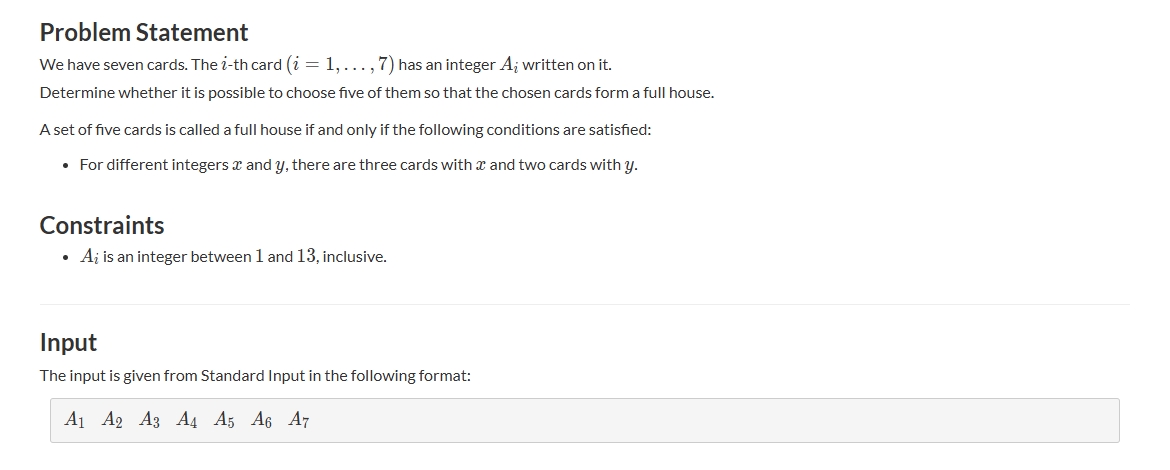 Problem Statement
We have seven cards. The i-th card (i = 1, . . . , 7) has an integer A_i written on it.
Determine whether it is possible to choose five of them so that the chosen cards form a full house.
A set of five cards is called a full house if and only if the following conditions are satisfied:
• For different integers x and y, there are three cards with x and two cards with y.
Constraints
• A_i is an integer between 1 and 13, inclusive.
Input
The input is given from Standard Input in the following format:
A_1 A_2 A_3 A_4 A_5 A_6 A_7